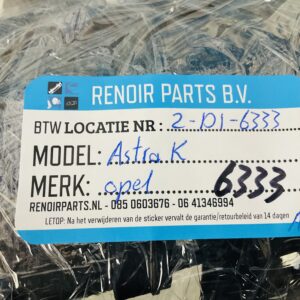 RENOIR PARTS B.V.
BTW LOCATIE NR: 2-D1-6333
MODEL: Astra K
MERK: opel 6333
RENOIRPARTS.NL - 085 0603676 - 06 41346994
LETOP: Na het verwijderen van de sticker vervalt de garantie/retourbeleid van 14 dagen